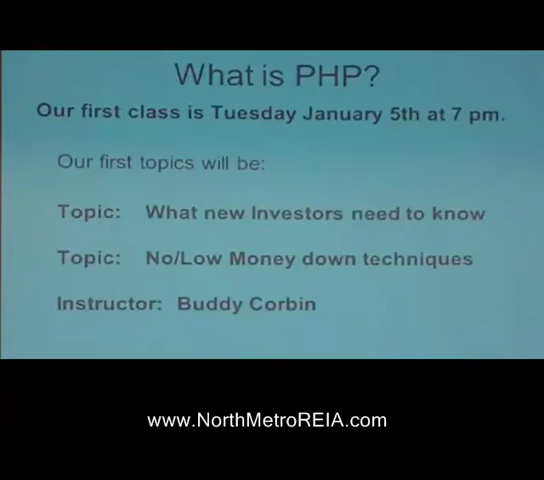 What is PHP?
Our first class is Tuesday January 5th at 7 pm.
Our first topics will be:
Topic: What new Investors need to know
Topic: No/Low Money down techniques
Instructor: Buddy Corbin
www.NorthMetroREIA.com